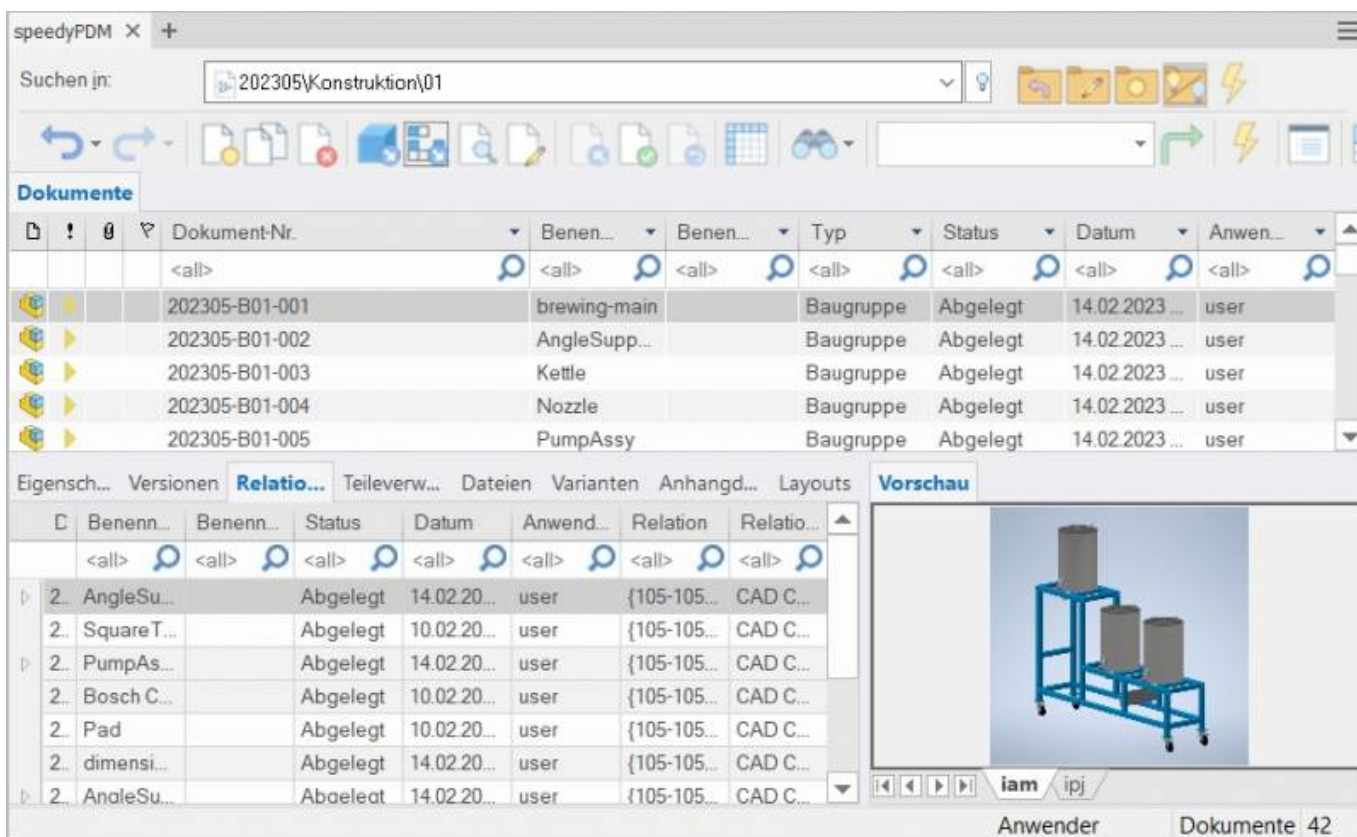 speedyPDM × +
Suchen in: 202305\Konstruktion\01
Dokumente
! Dokument-Nr. Benen... Benen... Typ Status Datum Anwen...
<all> <all> <all> <all> <all> <all> <all>
202305-B01-001 brewing-main Baugruppe Abgelegt 14.02.2023 ... user
202305-B01-002 AngleSupp... Baugruppe Abgelegt 14.02.2023 ... user
202305-B01-003 Kettle Baugruppe Abgelegt 14.02.2023 ... user
202305-B01-004 Nozzle Baugruppe Abgelegt 14.02.2023 ... user
202305-B01-005 PumpAssy Baugruppe Abgelegt 14.02.2023 ... user
Eigensch... Versionen Relatio... Teileverw... Dateien Varianten Anhangd... Layouts Vorschau
Benenn... Benenn... Status Datum Anwend... Relation Relatio...
<all> <all> <all> <all> <all> <all> <all>
2.. AngleSu... Abgelegt 14.02.20... user {105-105... CAD C...
2.. SquareT... Abgelegt 10.02.20... user {105-105... CAD C...
2.. PumpAs... Abgelegt 14.02.20... user {105-105... CAD C...
2.. Bosch C... Abgelegt 10.02.20... user {105-105... CAD C...
2.. Pad Abgelegt 10.02.20... user {105-105... CAD C...
2.. dimensi... Abgelegt 14.02.20... user {105-105... CAD C...
2.. AngleSu... Abgelegt 14.02.20... user {105-105... CAD C...
iam ipj
Anwender Dokumente 42